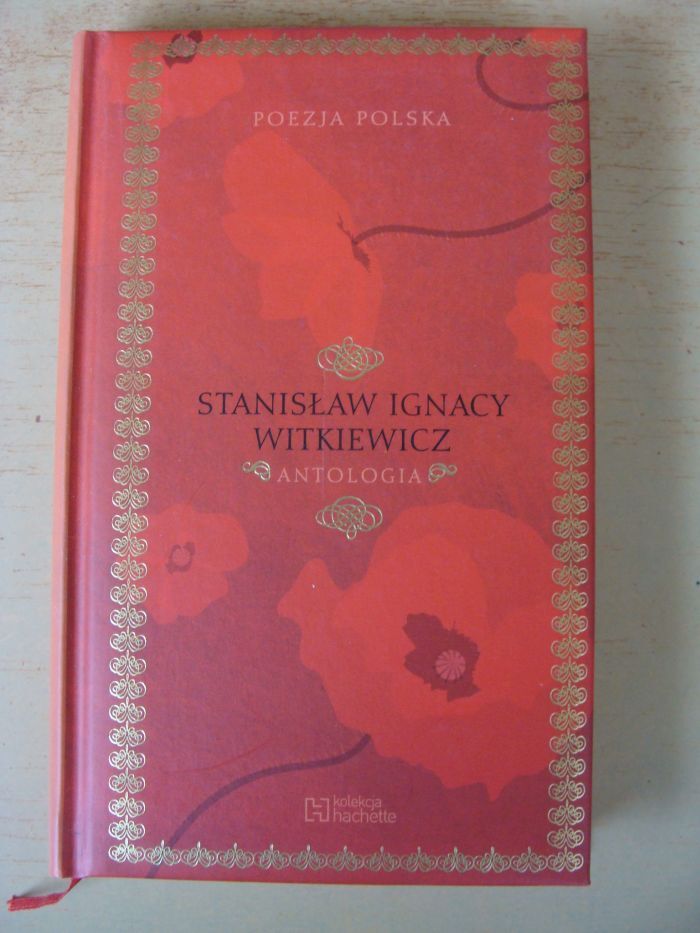 POEZJA POLSKA
STANISŁAW IGNACY
WITKIEWICZ
ANTOLOGIA
kolekcja
hachette